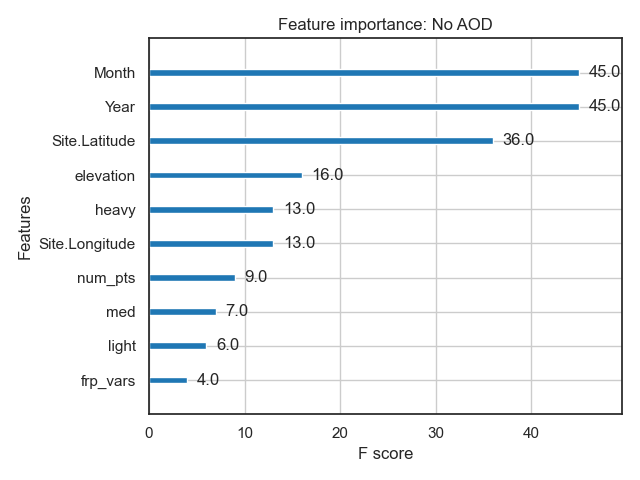 Feature importance: No AOD
Features
Month 45.0
Year 45.0
Site.Latitude 36.0
elevation 16.0
heavy 13.0
Site.Longitude 13.0
num_pts 9.0
med 7.0
light 6.0
frp_vars 4.0
0 10 20 30 40
F score